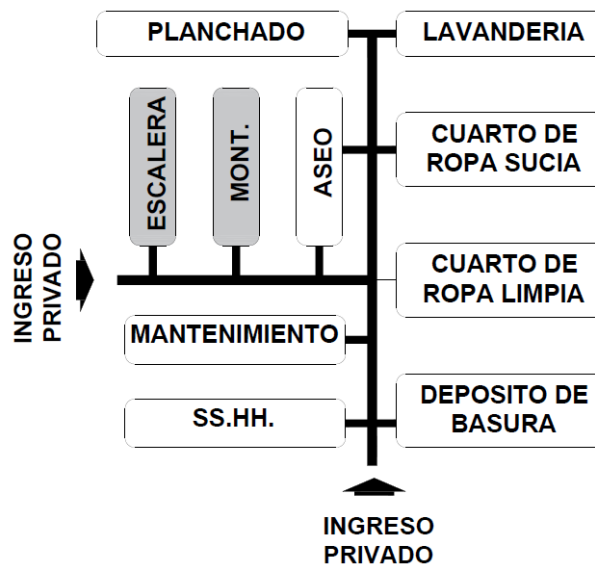 PLANCHADO
LAVANDERIA
ESCALERA
MONT.
ASEO
CUARTO DE
ROPA SUCIA
INGRESO
PRIVADO
CUARTO DE
ROPA LIMPIA
MANTENIMIENTO
SS.HH.
DEPOSITO DE
BASURA
INGRESO
PRIVADO